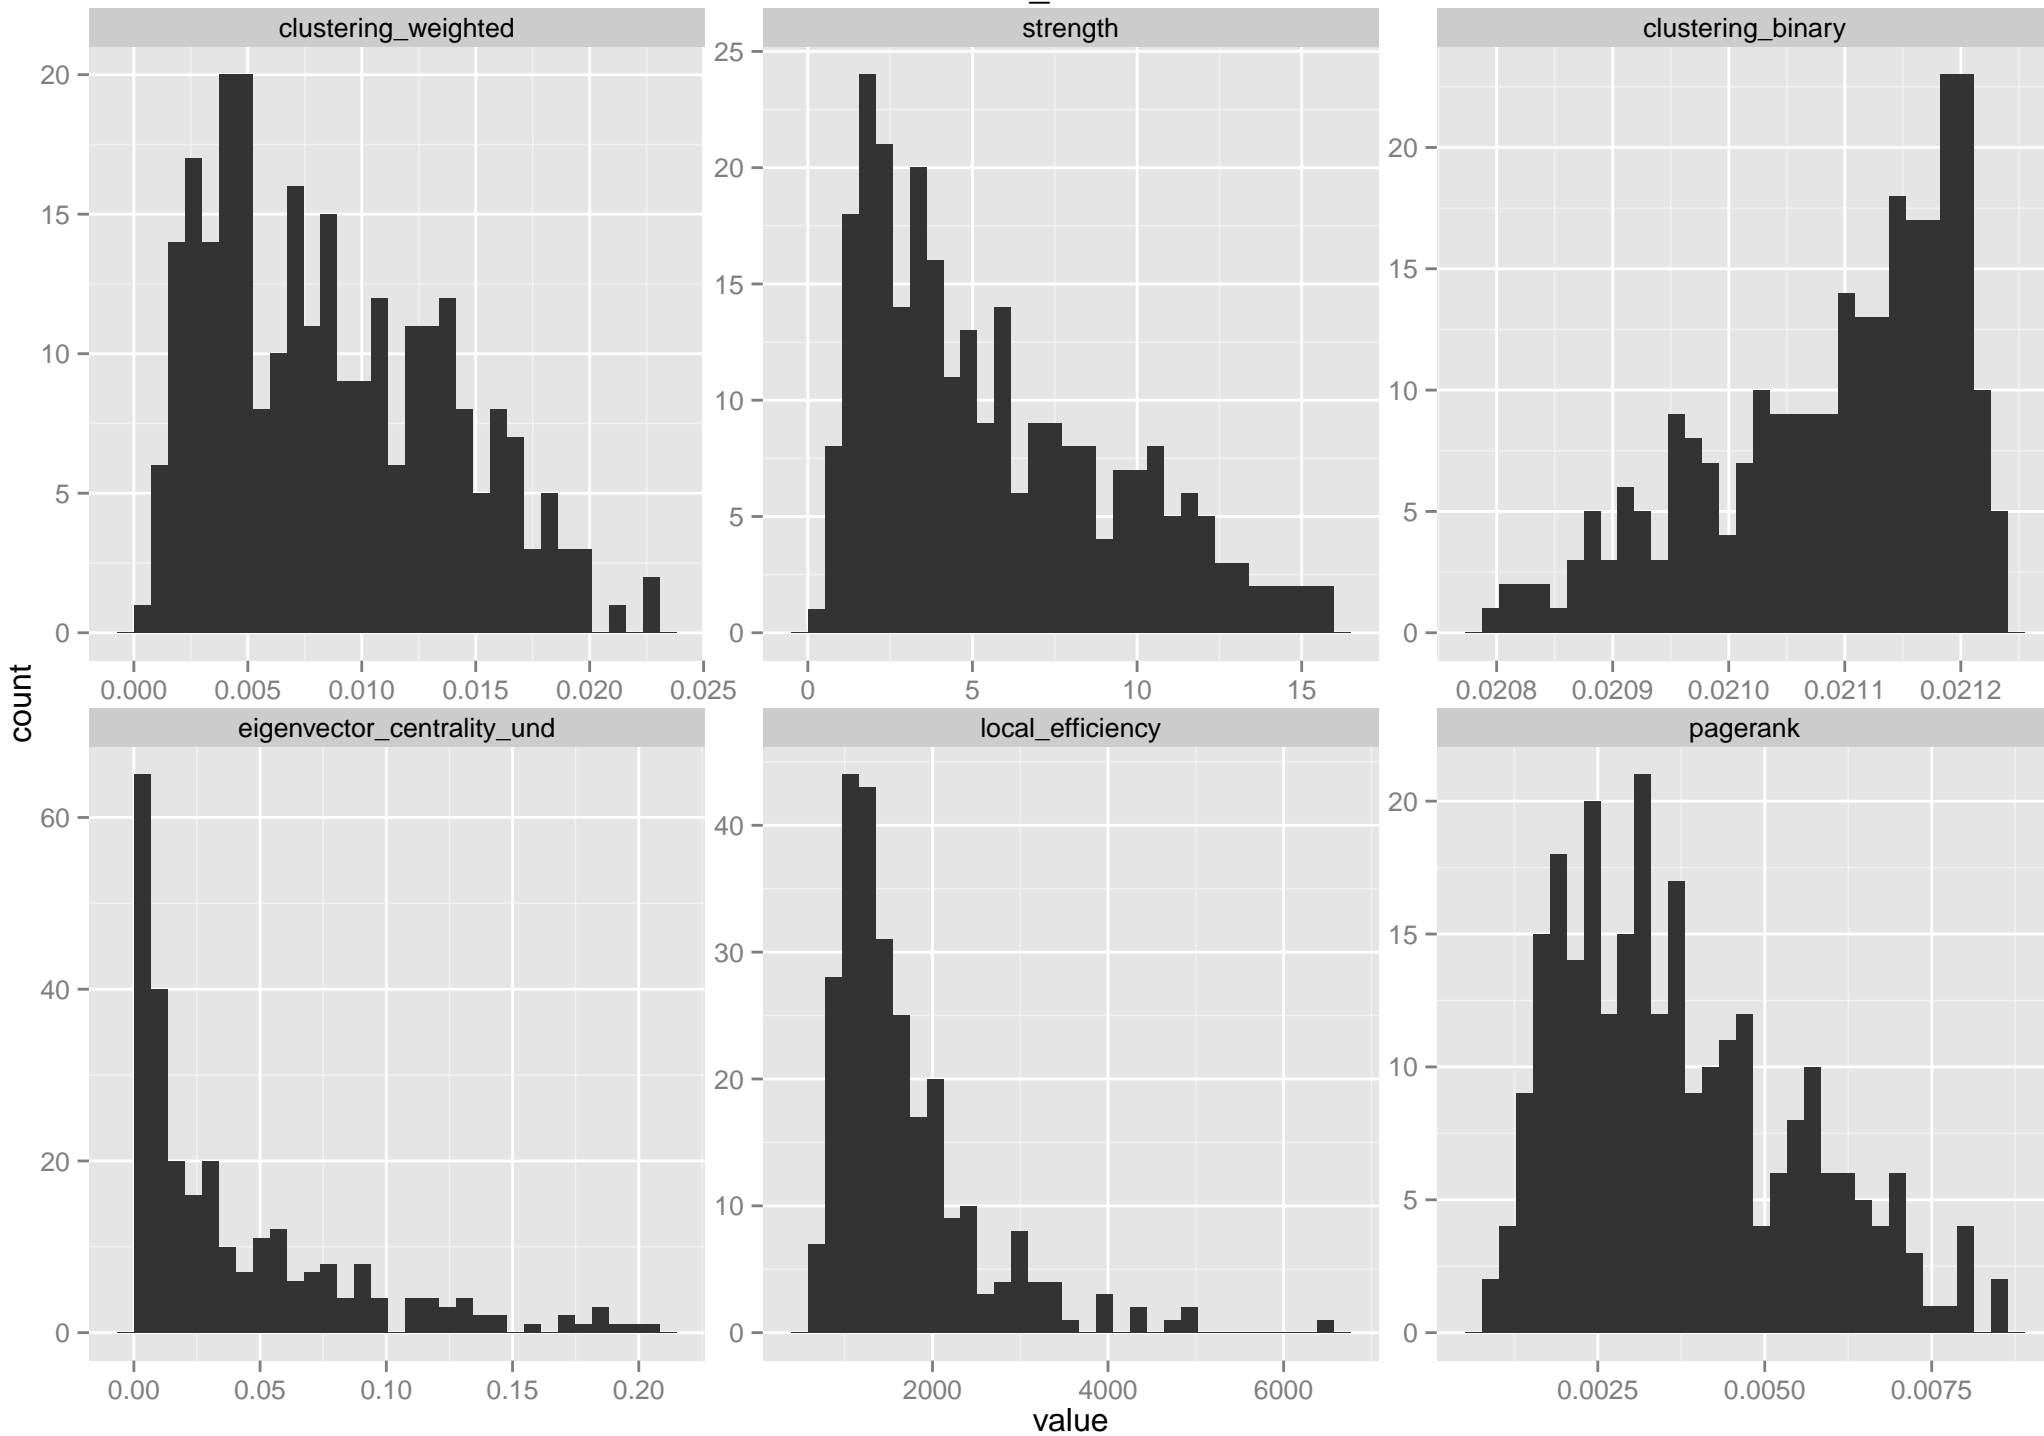 _
clustering_weighted
strength
clustering_binary
20
15
10
5
0
25
20
15
10
5
0
20
15
10
5
0
0.000 0.005 0.010 0.015 0.020 0.025
0 5 10 15
0.0208 0.0209 0.0210 0.0211 0.0212
count
eigenvector_centrality_und
local_efficiency
pagerank
60
40
20
0
40
30
20
10
0
20
15
10
5
0
0.00 0.05 0.10 0.15 0.20
2000 4000 6000
0.0025 0.0050 0.0075
value